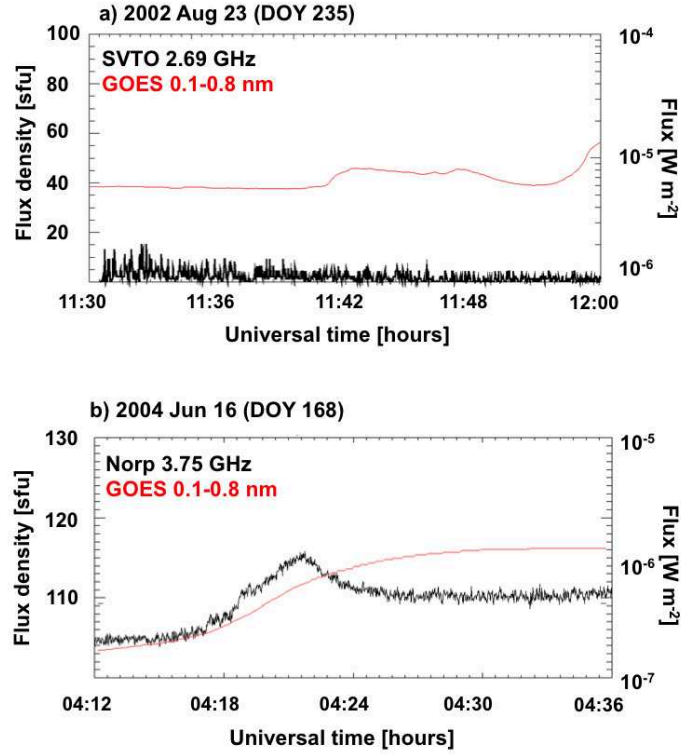 a) 2002 Aug 23 (DOY 235)
100
80
60
40
20
Flux density [sfu]
SVTO 2.69 GHz
GOES 0.1-0.8 nm
10-4
10-5
10-6
Flux [W m-2]
11:30 11:36 11:42 11:48 12:00
Universal time [hours]
b) 2004 Jun 16 (DOY 168)
130
120
110
Flux density [sfu]
Norp 3.75 GHz
GOES 0.1-0.8 nm
10-5
10-6
10-7
Flux [W m-2]
04:12 04:18 04:24 04:30 04:36
Universal time [hours]